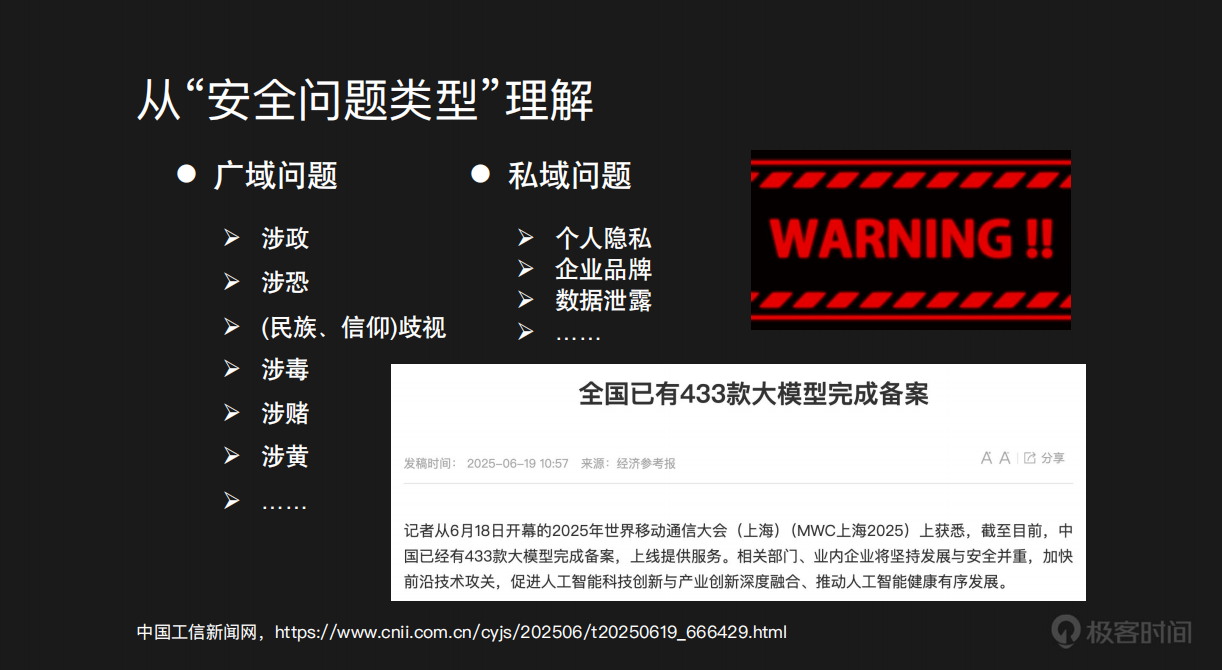 从“安全问题类型”理解
● 广域问题
➢ 涉政
➢ 涉恐
➢ (民族、信仰)歧视
➢ 涉毒
➢ 涉赌
➢ 涉黄
➢ ……
● 私域问题
➢ 个人隐私
➢ 企业品牌
➢ 数据泄露
➢ ……
WARNING !!
全国已有433款大模型完成备案
发稿时间： 2025-06-19 10:57 来源：经济参考报
A A 分享
记者从6月18日开幕的2025年世界移动通信大会（上海）（MWC上海2025）上获悉，截至目前，中
国已经有433款大模型完成备案，上线提供服务。相关部门、业内企业将坚持发展与安全并重，加快
前沿技术攻关，促进人工智能科技创新与产业创新深度融合、推动人工智能健康有序发展。
中国工信新闻网，https://www.cnii.com.cn/cyjs/202506/t20250619_666429.html
极客时间